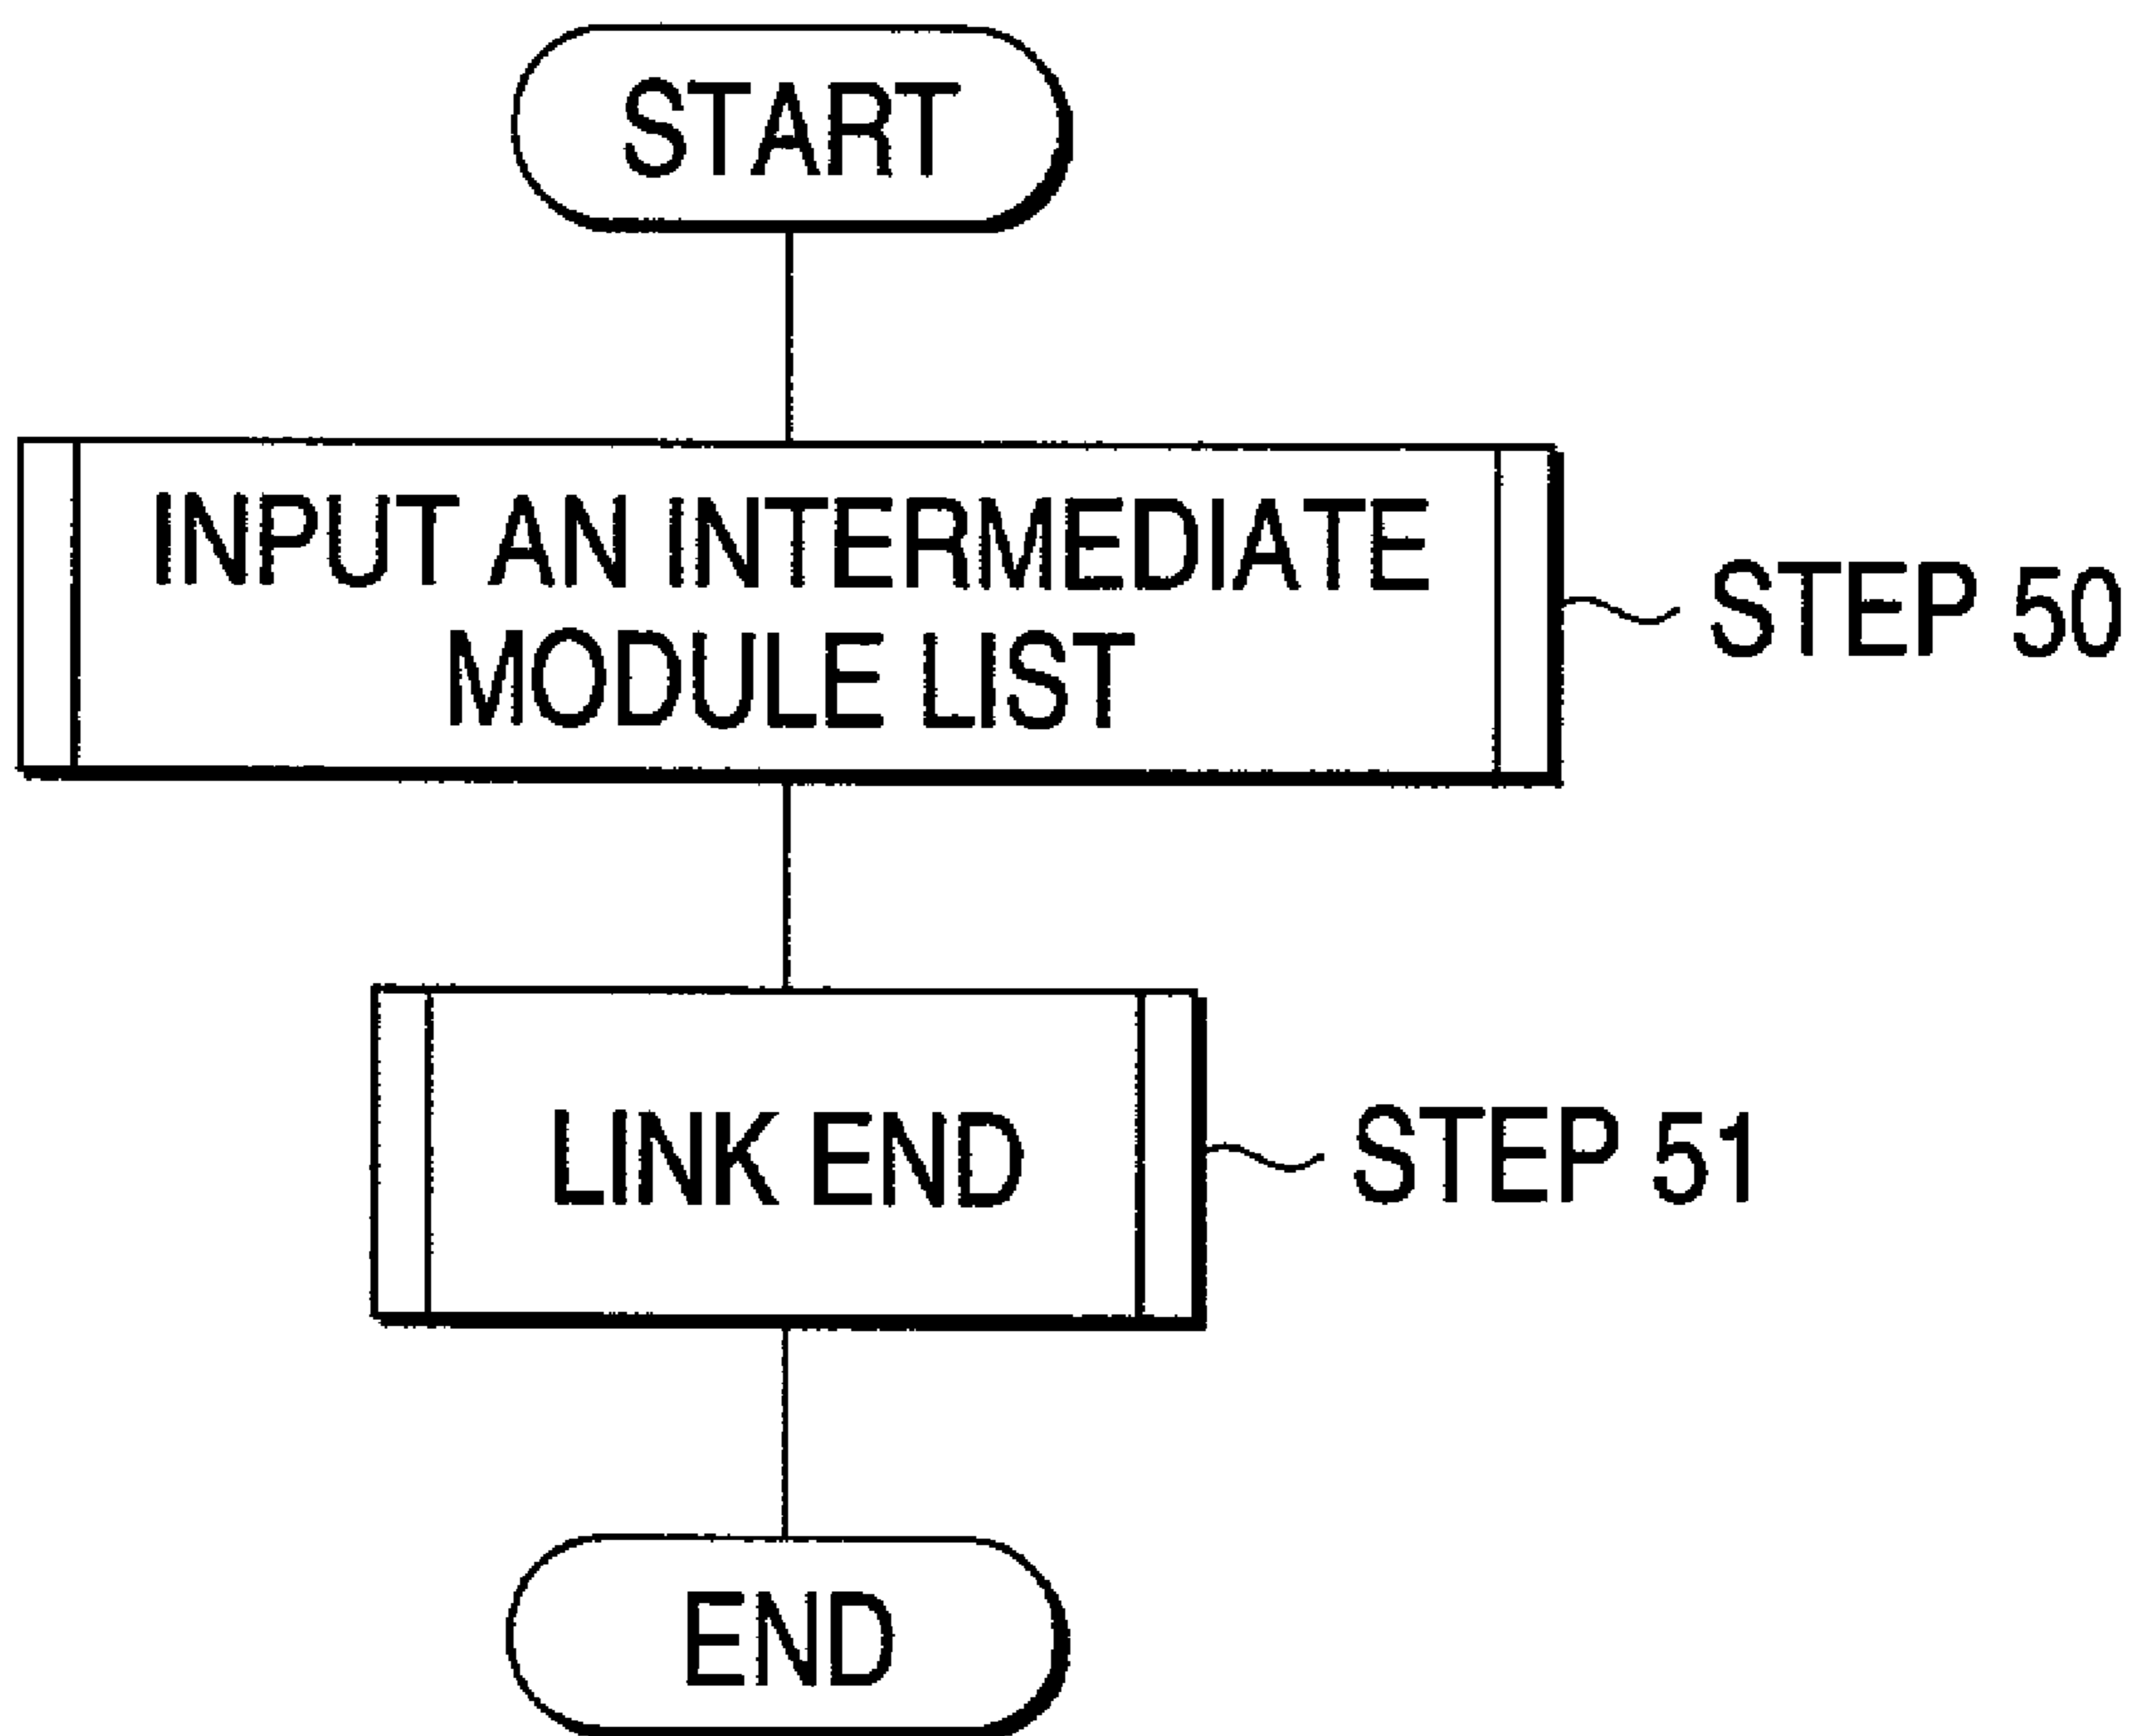 START
INPUT AN INTERMEDIATE
MODULE LIST
STEP 50
LINK END
STEP 51
END